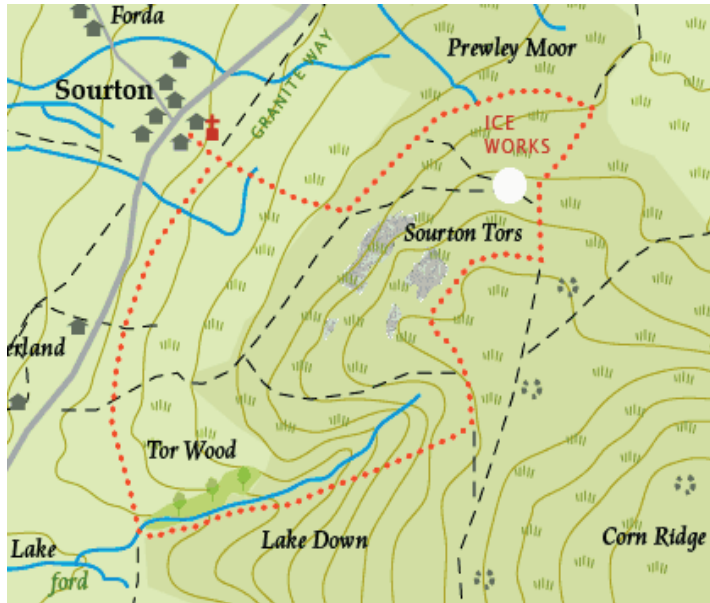 Forda
Prewley Moor
Sourton
GRANITE WAY
ICE
WORKS
Sourton Tors
erland
Tor Wood
Lake
Lake Down
Corn Ridge
ford